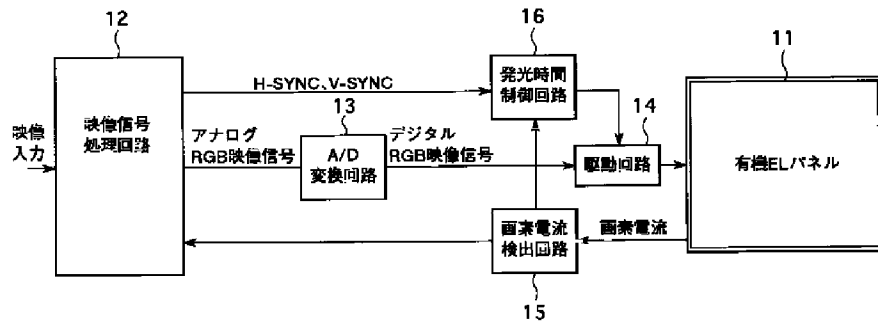 12
映像
入力
映像信号
処理回路
H-SYNC、V-SYNC
アナログ
RGB映像信号
13
A/D
変換回路
デジタル
RGB映像信号
16
発光時間
制御回路
14
駆動回路
11
有機ELパネル
画素電流
検出回路
15
画素電流